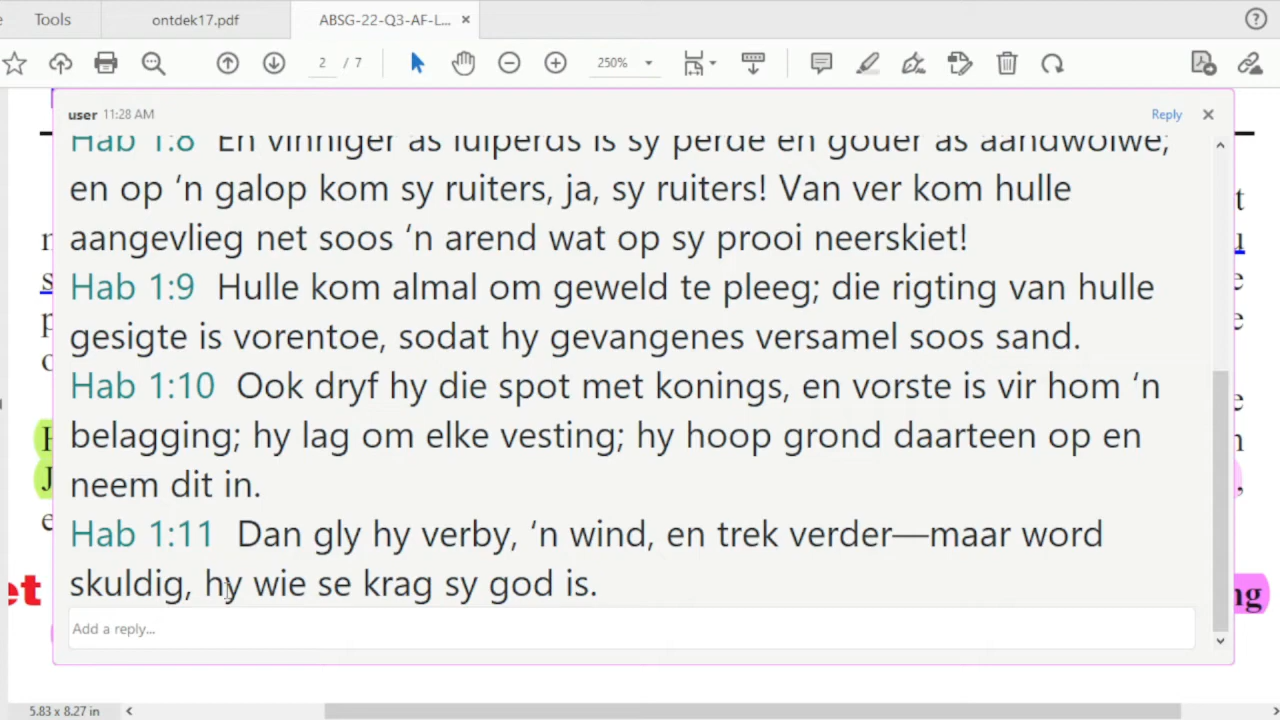 Tools
ontdek17.pdf
ABSG-22-Q3-AF-L...
2 / 7
250%
user 11:28 AM
Reply
Hab 1:8 En vinniger as luiperds is sy perde en gouer as aandwolwe;
en op ‘n galop kom sy ruiters, ja, sy ruiters! Van ver kom hulle
aangevlieg net soos ‘n arend wat op sy prooi neerskiet!
Hab 1:9 Hulle kom almal om geweld te pleeg; die rigting van hulle
gesigte is vorentoe, sodat hy gevangenes versamel soos sand.
Hab 1:10 Ook dryf hy die spot met konings, en vorste is vir hom ‘n
belagging; hy lag om elke vesting; hy hoop grond daarteen op en
neem dit in.
Hab 1:11 Dan gly hy verby, ‘n wind, en trek verder—maar word
skuldig, hy wie se krag sy god is.
Add a reply...
5.83 x 8.27 in